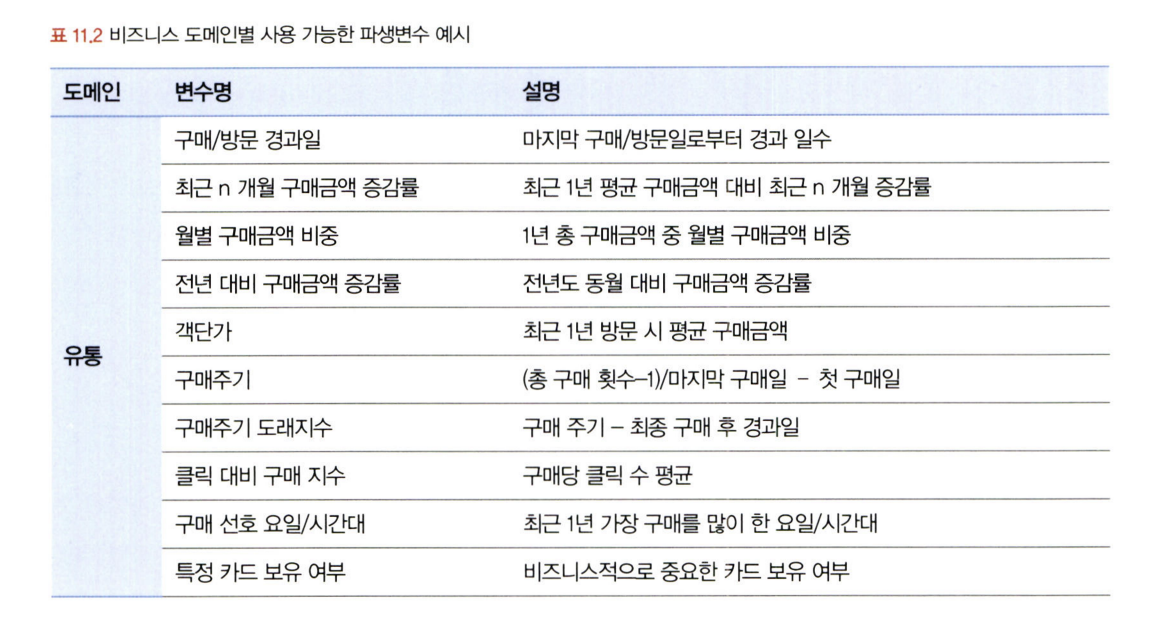 표 11.2 비즈니스 도메인별 사용 가능한 파생변수 예시
도메인 변수명 설명
구매/방문 경과일 마지막 구매/방문일로부터 경과 일수
최근 n 개월 구매금액 증감률 최근 1년 평균 구매금액 대비 최근 n 개월 증감률
월별 구매금액 비중 1년 총 구매금액 중 월별 구매금액 비중
전년 대비 구매금액 증감률 전년도 동월 대비 구매금액 증감률
객단가 최근 1년 방문 시 평균 구매금액
유통
구매주기 (총 구매 횟수–1)/마지막 구매일 – 첫 구매일
구매주기 도래지수 구매 주기 – 최종 구매 후 경과일
클릭 대비 구매 지수 구매당 클릭 수 평균
구매 선호 요일/시간대 최근 1년 가장 구매를 많이 한 요일/시간대
특정 카드 보유 여부 비즈니스적으로 중요한 카드 보유 여부